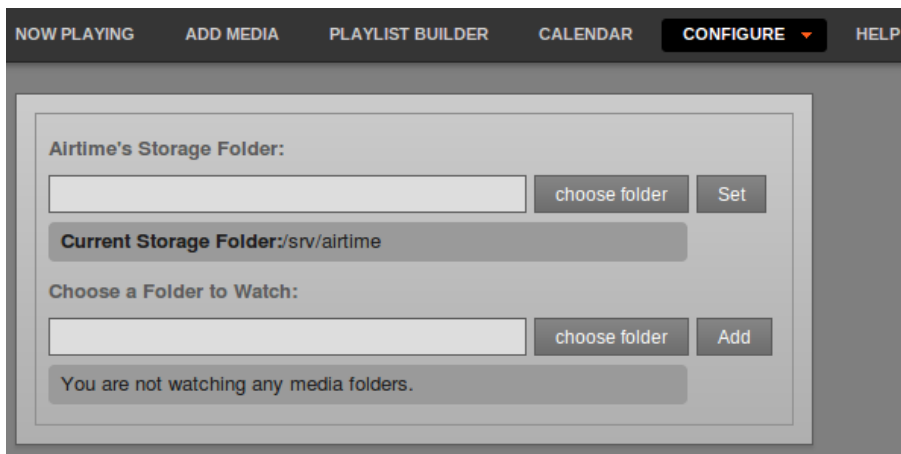 NOW PLAYING ADD MEDIA PLAYLIST BUILDER CALENDAR CONFIGURE HELP
Airtime's Storage Folder:
choose folder Set
Current Storage Folder:/srv/airtime
Choose a Folder to Watch:
choose folder Add
You are not watching any media folders.